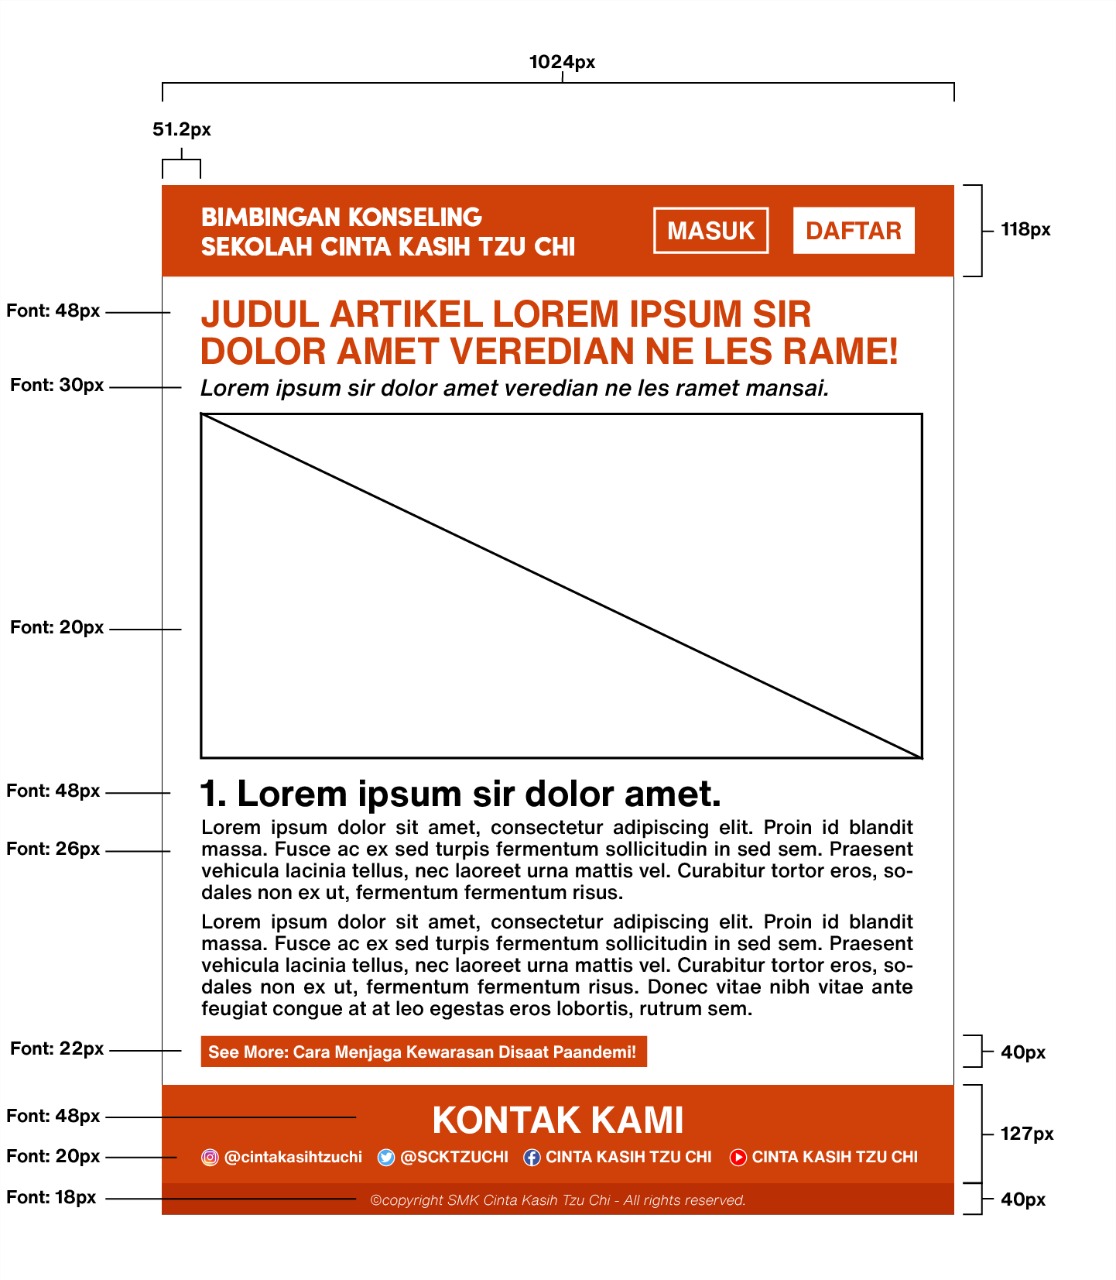 1024px
51.2px
BIMBINGAN KONSELING
SEKOLAH CINTA KASIH TZU CHI
MASUK
DAFTAR
118px
Font: 48px
JUDUL ARTIKEL LOREM IPSUM SIR
DOLOR AMET VEREDIAN NE LES RAME!
Font: 30px
Lorem ipsum sir dolor amet veredian ne les ramet mansai.
Font: 20px
Font: 48px
1. Lorem ipsum sir dolor amet.
Font: 26px
Lorem ipsum dolor sit amet, consectetur adipiscing elit. Proin id blandit
massa. Fusce ac ex sed turpis fermentum sollicitudin in sed sem. Praesent
vehicula lacinia tellus, nec laoreet urna mattis vel. Curabitur tortor eros, so-
dales non ex ut, fermentum fermentum risus.
Lorem ipsum dolor sit amet, consectetur adipiscing elit. Proin id blandit
massa. Fusce ac ex sed turpis fermentum sollicitudin in sed sem. Praesent
vehicula lacinia tellus, nec laoreet urna mattis vel. Curabitur tortor eros, so-
dales non ex ut, fermentum fermentum risus. Donec vitae nibh vitae ante
feugiat congue at at leo egestas eros lobortis, rutrum sem.
Font: 22px
See More: Cara Menjaga Kewarasan Disaat Paandemi!
40px
Font: 48px
KONTAK KAMI
127px
Font: 20px
@cintakasihtzuchi
@SCKTZUCHI
CINTA KASIH TZU CHI
CINTA KASIH TZU CHI
Font: 18px
©copyright SMK Cinta Kasih Tzu Chi - All rights reserved.
40px